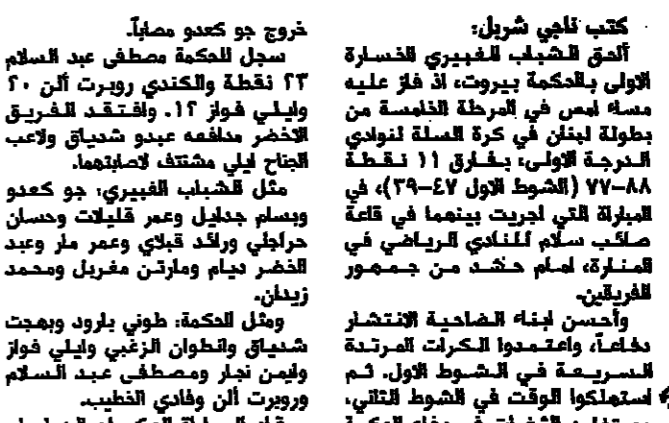 كتب ناجي شربل:
ألحق الشباب الغبيري الخسارة
الاولى بالحكمة بيروت، اذ فاز عليه
مساء امس في المرحلة الخامسة من
بطولة لبنان في كرة السلة لنوادي
الدرجة الاولى، بفارق ١١ نقطة
٨٨–٧٧ (الشوط الاول ٤٧–٣٩)، في
المباراة التي اجريت بينهما في قاعة
صائب سلام للنادي الرياضي في
المنارة، امام حشد من جمهور
الفريقين.
وأحسن ابناء الضاحية الانتشار
دفاعاً، واعتمدوا الكرات المرتدة
السريعة في الشوط الاول. ثم
استهلكوا الوقت في الشوط الثاني،
خروج جو كعدو مصاباً.
سجل للحكمة مصطفى عبد السلام
٢٣ نقطة والكندي روبرت ألن ٢٠
وايلي فواز ١٢. وافتقد الفريق
الاخضر مدافعه عبدو شدياق ولاعب
الجناح ايلي مشنتف لاصابتهما.
مثل الشباب الغبيري: جو كعدو
وبسام جدايل وعمر قليلات وحسان
حراجلي ورائد قبلاي وعمر مار وعبد
الخضر ديام ومارتن مغريل ومحمد
زيدان.
ومثل الحكمة: طوني بارود وبهجت
شدياق وانطوان الزغبي وايلي فواز
وايمن نجار ومصطفى عبد السلام
وروبرت ألن وفادي الخطيب.